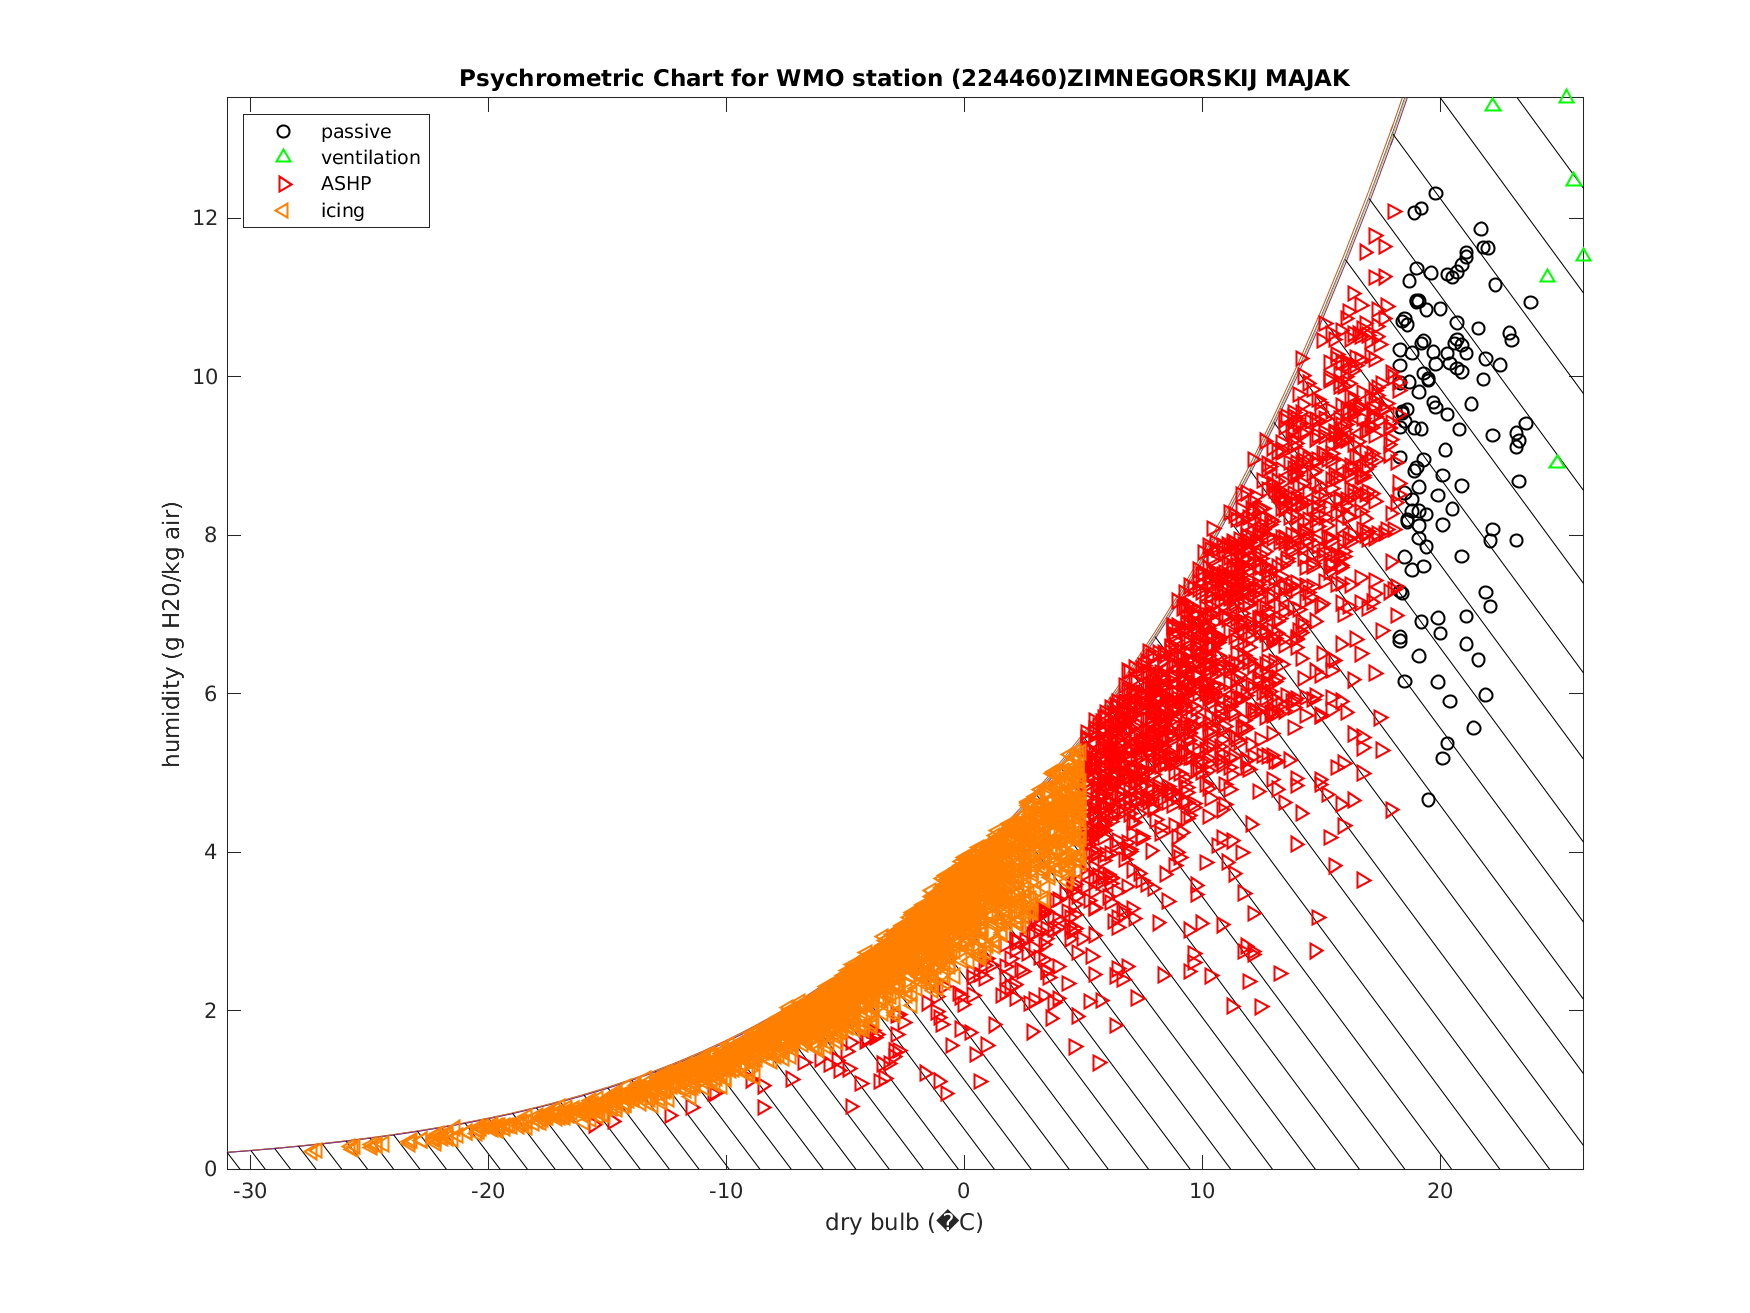 Psychrometric Chart for WMO station (224460)ZIMNEGORSKIJ MAJAK
passive
ventilation
ASHP
icing
humidity (g H20/kg air)
12
10
8
6
4
2
0
-30
-20
-10
0
10
20
dry bulb (�C)